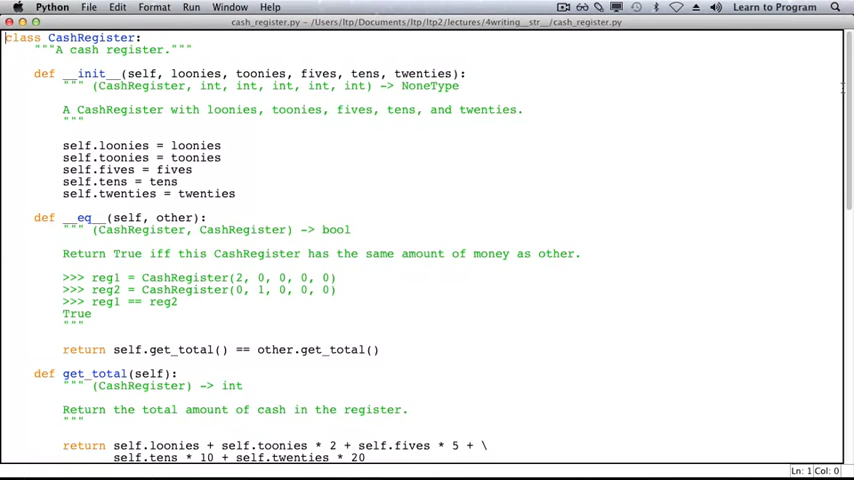 Python File Edit Format Run Window Help Learn to Program
cash_register.py - /Users/ltp/Documents/ltp/ltp2/lectures/4writing__str__/cash_register.py
class CashRegister:
"""A cash register."""
def __init__(self, loonies, toonies, fives, tens, twenties):
""" (CashRegister, int, int, int, int, int) -> NoneType
A CashRegister with loonies, toonies, fives, tens, and twenties.
"""
self.loonies = loonies
self.toonies = toonies
self.fives = fives
self.tens = tens
self.twenties = twenties
def __eq__(self, other):
""" (CashRegister, CashRegister) -> bool
Return True iff this CashRegister has the same amount of money as other.
>>> reg1 = CashRegister(2, 0, 0, 0, 0)
>>> reg2 = CashRegister(0, 1, 0, 0, 0)
>>> reg1 == reg2
True
"""
return self.get_total() == other.get_total()
def get_total(self):
""" (CashRegister) -> int
Return the total amount of cash in the register.
"""
return self.loonies + self.toonies * 2 + self.fives * 5 + \
self.tens * 10 + self.twenties * 20
Ln: 1 Col: 0